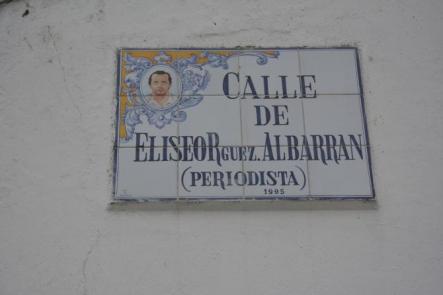 CALLE
DE
ELISEO RGUEZ. ALBARRAN
(PERIODISTA)
1995